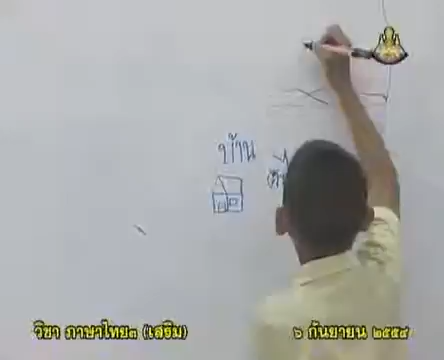 บ้าน
วิชา ภาษาไทย๓ (เสริม)
๖ กันยายน ๒๕๕๔